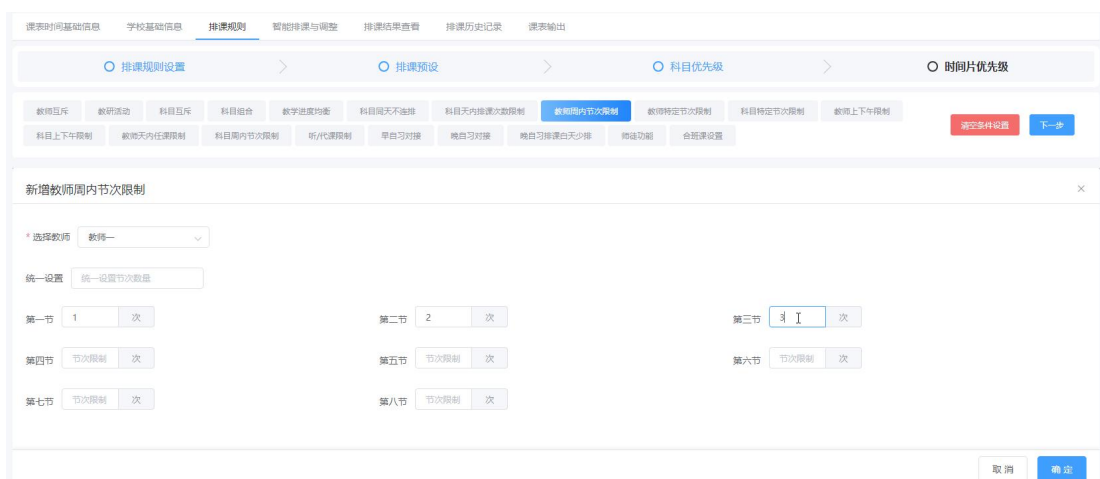 课表时间基础信息 学校基础信息 排课规则 智能排课与调整 排课结果查看 排课历史记录 课表输出
排课规则设置 排课预设 科目优先级 时间片优先级
教师互斥 教研活动 科目互斥 科目组合 教学进度均衡 科目同天不连排 科目天内排课次数限制 教师周内节次限制 教师特定节次限制 科目特定节次限制 教师上下午限制
科目上下午限制 教师天内任课限制 科目周内节次限制 听/代课限制 早自习对接 晚自习对接 晚自习排课白天少排 师徒功能 合班课设置
清空条件设置 下一步
新增教师周内节次限制
* 选择教师 教师一
统一设置 统一设置节次数量
第一节 1 次 第二节 2 次 第三节 3 次
第四节 节次限制 次 第五节 节次限制 次 第六节 节次限制 次
第七节 节次限制 次 第八节 节次限制 次
取消 确定